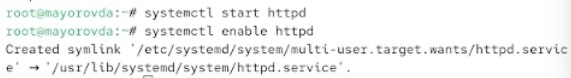 root@mayorovda:~# systemctl start httpd
root@mayorovda:~# systemctl enable httpd
Created symlink '/etc/systemd/system/multi-user.target.wants/httpd.servic
e' → '/usr/lib/systemd/system/httpd.service'.